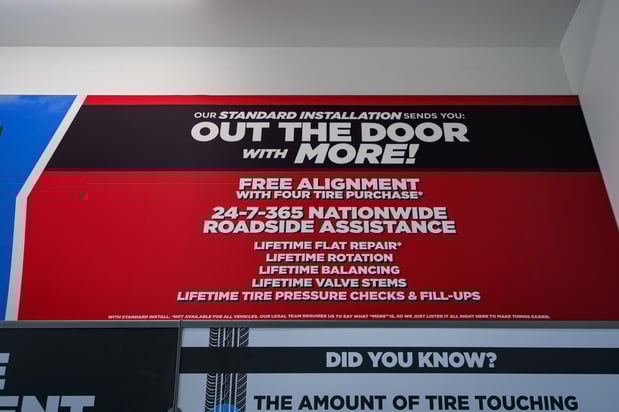 OUR STANDARD INSTALLATION SENDS YOU:
OUT THE DOOR
WITH MORE!
FREE ALIGNMENT
WITH FOUR TIRE PURCHASE*
24-7-365 NATIONWIDE
ROADSIDE ASSISTANCE
LIFETIME FLAT REPAIR*
LIFETIME ROTATION
LIFETIME BALANCING
LIFETIME VALVE STEMS
LIFETIME TIRE PRESSURE CHECKS & FILL-UPS
WITH STANDARD INSTALL. *NOT AVAILABLE FOR ALL VEHICLES. OUR LEGAL TEAM REQUIRES US TO SAY WHAT "MORE" IS, SO WE JUST LISTED IT ALL RIGHT HERE TO MAKE THINGS EASIER.
DID YOU KNOW?
THE AMOUNT OF TIRE TOUCHING